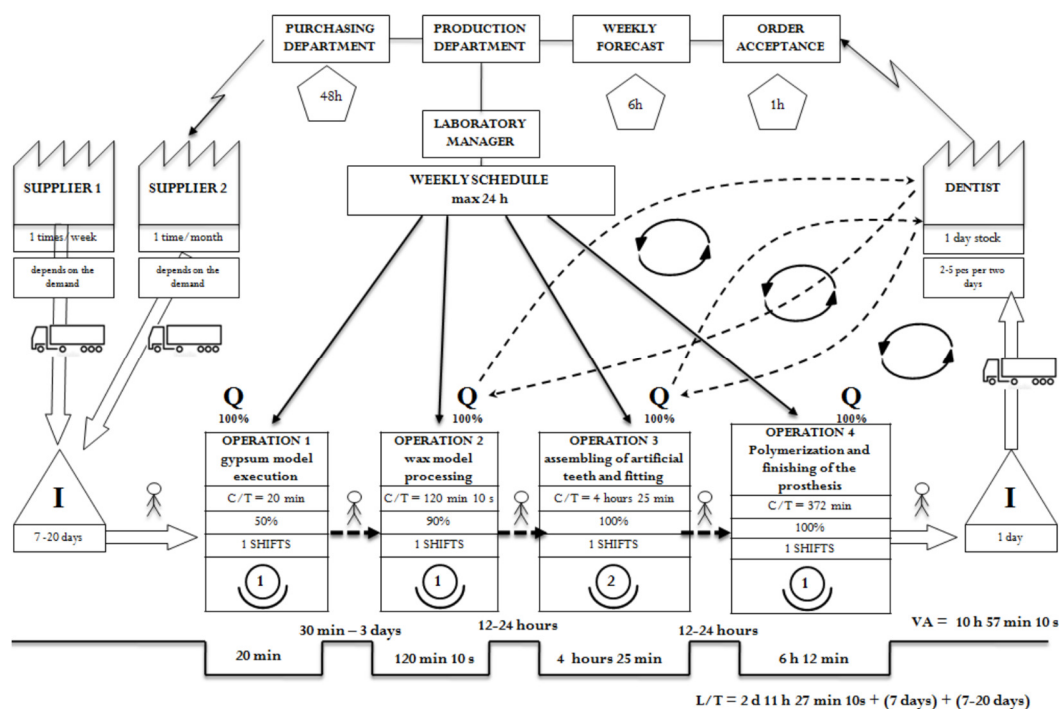 PURCHASING
DEPARTMENT
PRODUCTION
DEPARTMENT
WEEKLY
FORECAST
ORDER
ACCEPTANCE
48h
6h
1h
LABORATORY
MANAGER
WEEKLY SCHEDULE
max 24 h
SUPPLIER 1
1 times/ week
depends on the
demand
SUPPLIER 2
1 time/month
depends on the
demand
DENTIST
1 day stock
2-5 pcs per two
days
I
7 -20 days
Q
100%
OPERATION 1
gypsum model
execution
C/T = 20 min
50%
1 SHIFTS
1
Q
100%
OPERATION 2
wax model
processing
C/T = 120 min 10 s
90%
1 SHIFTS
1
Q
100%
OPERATION 3
assembling of artificial
teeth and fitting
C/T = 4 hours 25 min
100%
1 SHIFTS
2
Q
100%
OPERATION 4
Polymerization and
finishing of the
prosthesis
C/T = 372 min
100%
1 SHIFTS
1
I
1 day
30 min – 3 days
12-24 hours
12-24 hours
VA = 10 h 57 min 10 s
20 min
120 min 10 s
4 hours 25 min
6 h 12 min
L/T = 2 d 11 h 27 min 10s + (7 days) + (7-20 days)